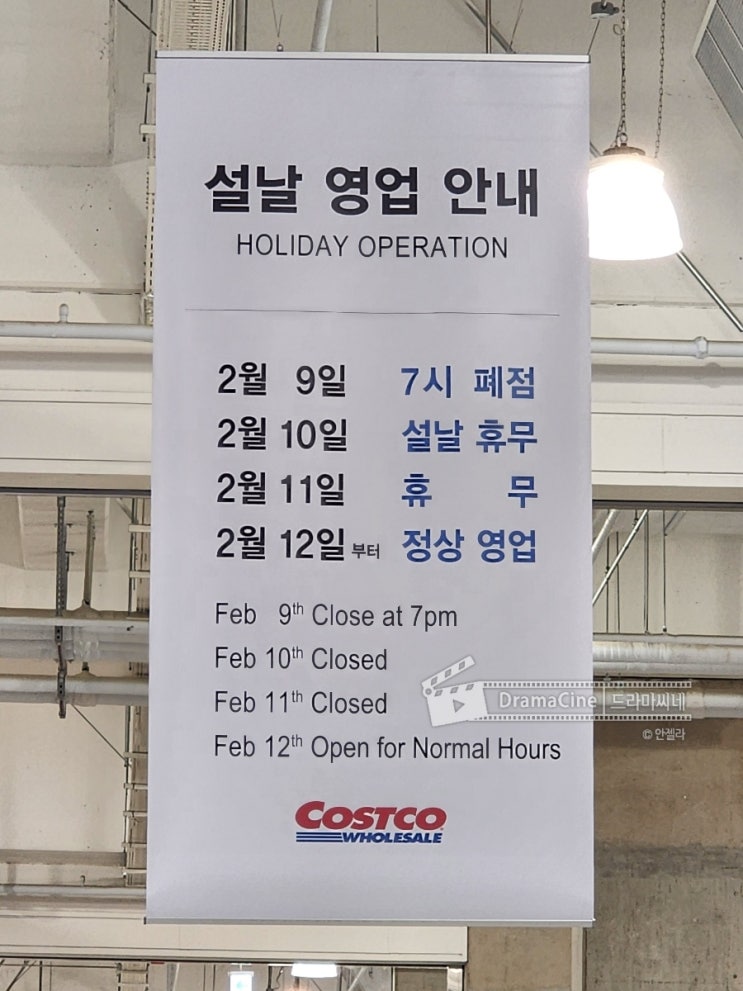 설날 영업 안내
HOLIDAY OPERATION
2월 9일 7시 폐점
2월 10일 설날 휴무
2월 11일 휴 무
2월 12일부터 정상 영업
Feb 9th Close at 7pm
Feb 10th Closed
Feb 11th Closed
Feb 12th Open for Normal Hours
DramaCine 드라마씨네
© 안젤라
COSTCO
WHOLESALE